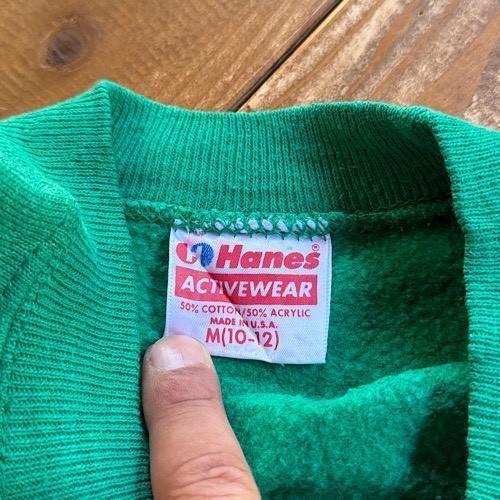 Hanes®
ACTIVEWEAR
50% COTTON/50% ACRYLIC
MADE IN U.S.A.
M(10-12)